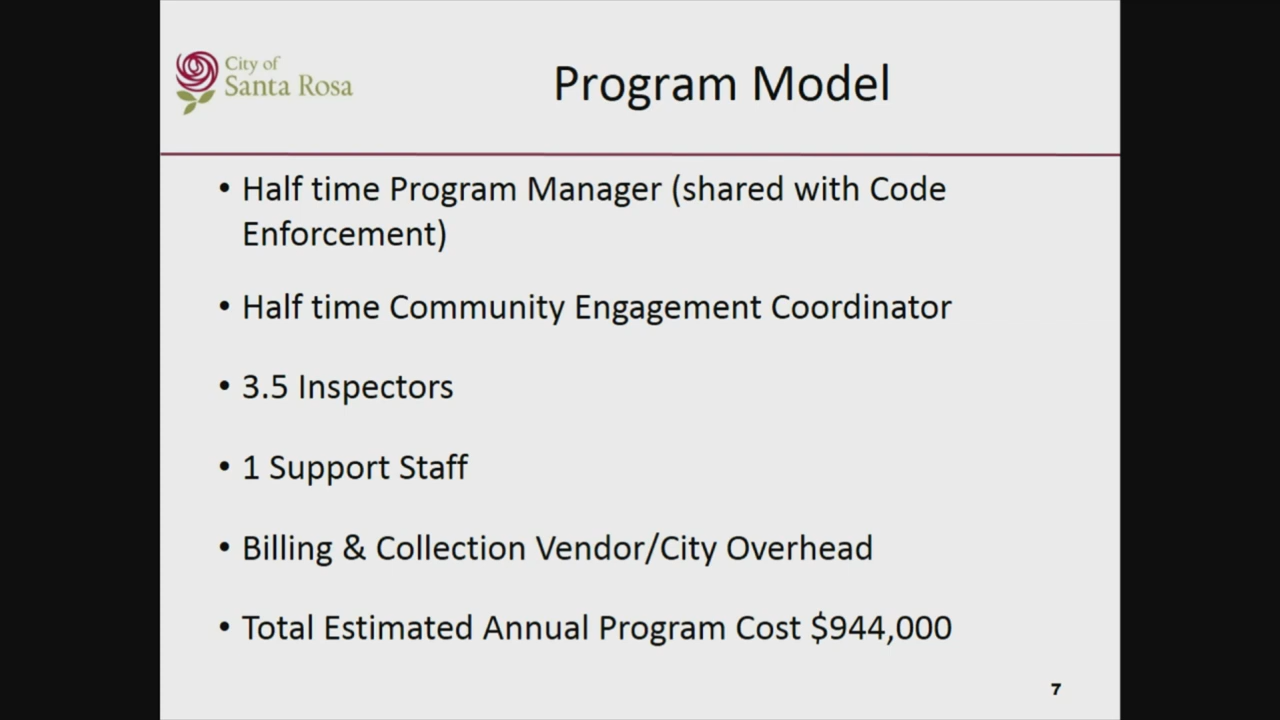 City of
Santa Rosa
Program Model
• Half time Program Manager (shared with Code
Enforcement)
• Half time Community Engagement Coordinator
• 3.5 Inspectors
• 1 Support Staff
• Billing & Collection Vendor/City Overhead
• Total Estimated Annual Program Cost $944,000
7